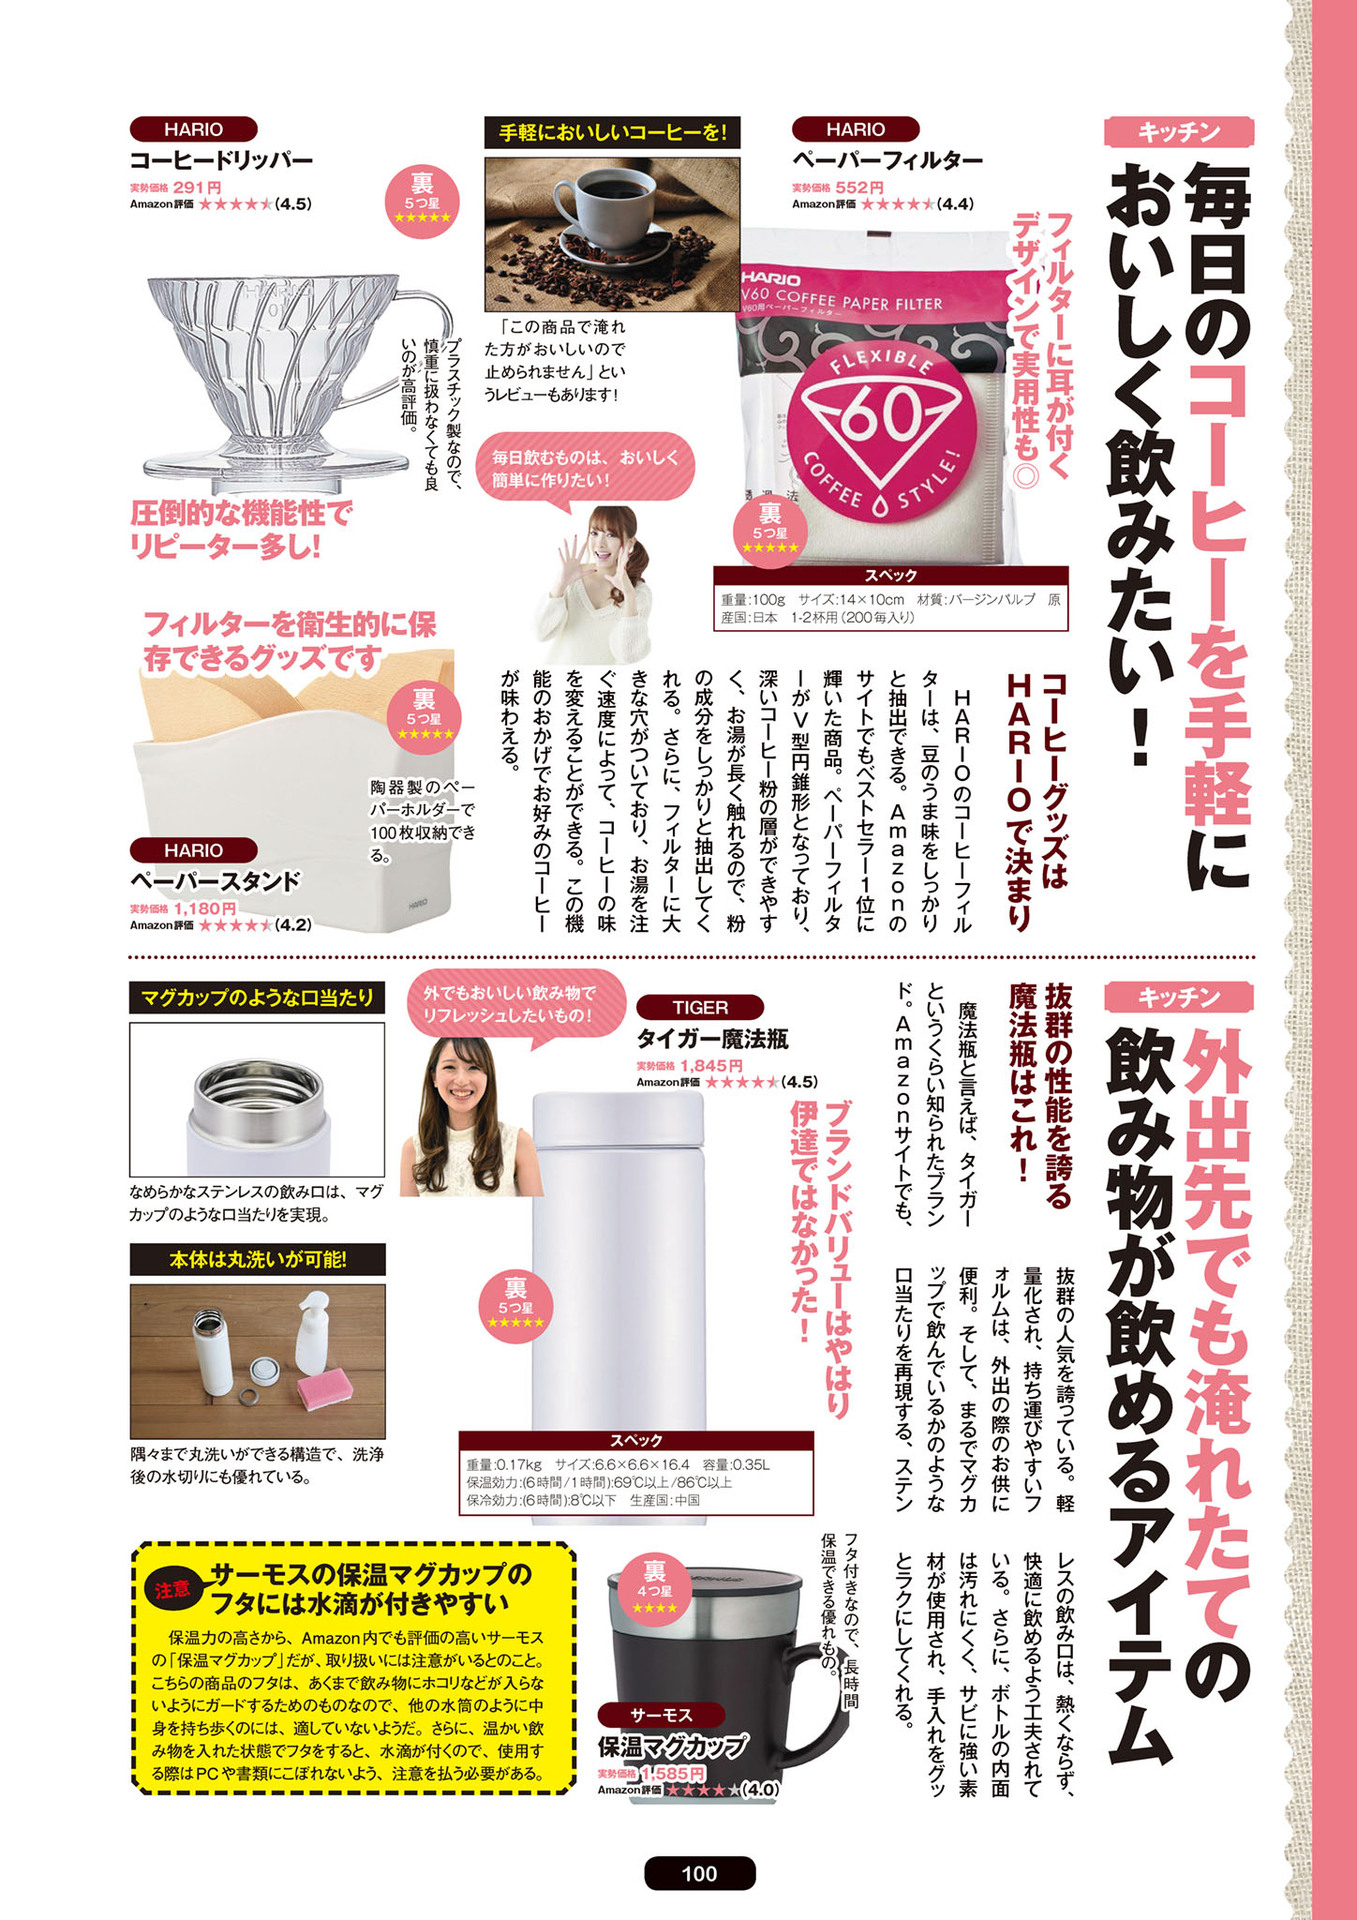 キッチン
毎日のコーヒーを手軽に
おいしく飲みたい！
HARIO
ペーパーフィルター
実勢価格 552円
Amazon評価 ★★★★★(4.4)
フィルターに耳が付く
デザインで実用性も◎
HARIO
V60 COFFEE PAPER FILTER
V60用ペーパーフィルター
FLEXIBLE
60
COFFEE STYLE!
裏
5つ星
★★★★★
スペック
重量:100g サイズ:14×10cm 材質:バージンパルプ 原
産国:日本 1-2杯用(200毎入り)
手軽においしいコーヒーを!
「この商品で淹れ
た方がおいしいので
止められません」とい
うレビューもあります!
毎日飲むものは、おいしく
簡単に作りたい!
HARIO
コーヒードリッパー
実勢価格 291円
Amazon評価 ★★★★★(4.5)
裏
5つ星
★★★★★
HARIO
プラスチック製なので、
慎重に扱わなくても良
いのが高評価。
圧倒的な機能性で
リピーター多し!
フィルターを衛生的に保
存できるグッズです
裏
5つ星
★★★★★
陶器製のペー
パーホルダーで
100枚収納でき
る。
HARIO
ペーパースタンド
実勢価格 1,180円
Amazon評価 ★★★★★(4.2)
HARIO
コーヒーグッズは
HARIOで決まり
HARIOのコーヒーフィル
ターは、豆のうま味をしっかり
と抽出できる。Amazonの
サイトでもベストセラー1位に
輝いた商品。ペーパーフィルタ
ーがV型円錐形となっており、
深いコーヒー粉の層ができやす
く、お湯が長く触れるので、粉
の成分をしっかりと抽出してく
れる。さらに、フィルターに大
きな穴がついており、お湯を注
ぐ速度によって、コーヒーの味
を変えることができる。この機
能のおかげでお好みのコーヒー
が味わえる。
キッチン
外出先でも淹れたての
飲み物が飲めるアイテム
抜群の性能を誇る
魔法瓶はこれ！
魔法瓶と言えば、タイガー
というくらい知られたブラン
ド。Amazonサイトでも、
抜群の人気を誇っている。軽
量化され、持ち運びやすいフ
ォルムは、外出の際のお供に
便利。そして、まるでマグカ
ップで飲んでいるかのような
口当たりを再現する、ステン
レスの飲み口は、熱くならず、
快適に飲めるよう工夫されて
いる。さらに、ボトルの内面
は汚れにくく、サビに強い素
材が使用され、手入れをグッ
とラクにしてくれる。
TIGER
タイガー魔法瓶
実勢価格 1,845円
Amazon評価 ★★★★★(4.5)
ブランドバリューはやはり
伊達ではなかった！
外でもおいしい飲み物で
リフレッシュしたいもの!
裏
5つ星
★★★★★
スペック
重量:0.17kg サイズ:6.6×6.6×16.4 容量:0.35L
保温効力:(6時間/1時間):69℃以上/86℃以上
保冷効力:(6時間):8℃以下 生産国:中国
マグカップのような口当たり
なめらかなステンレスの飲み口は、マグ
カップのような口当たりを実現。
本体は丸洗いが可能!
隅々まで丸洗いができる構造で、洗浄
後の水切りにも優れている。
注意
サーモスの保温マグカップの
フタには水滴が付きやすい
保温力の高さから、Amazon内でも評価の高いサーモス
の「保温マグカップ」だが、取り扱いには注意がいるとのこと。
こちらの商品のフタは、あくまで飲み物にホコリなどが入らな
いようにガードするためのものなので、他の水筒のように中
身を持ち歩くのには、適していないようだ。さらに、温かい飲
み物を入れた状態でフタをすると、水滴が付くので、使用す
る際はPCや書類にこぼれないよう、注意を払う必要がある。
裏
4つ星
★★★★
フタ付きなので、長時間
保温できる優れもの。
サーモス
保温マグカップ
実勢価格 1,585円
Amazon評価 ★★★★★(4.0)
100